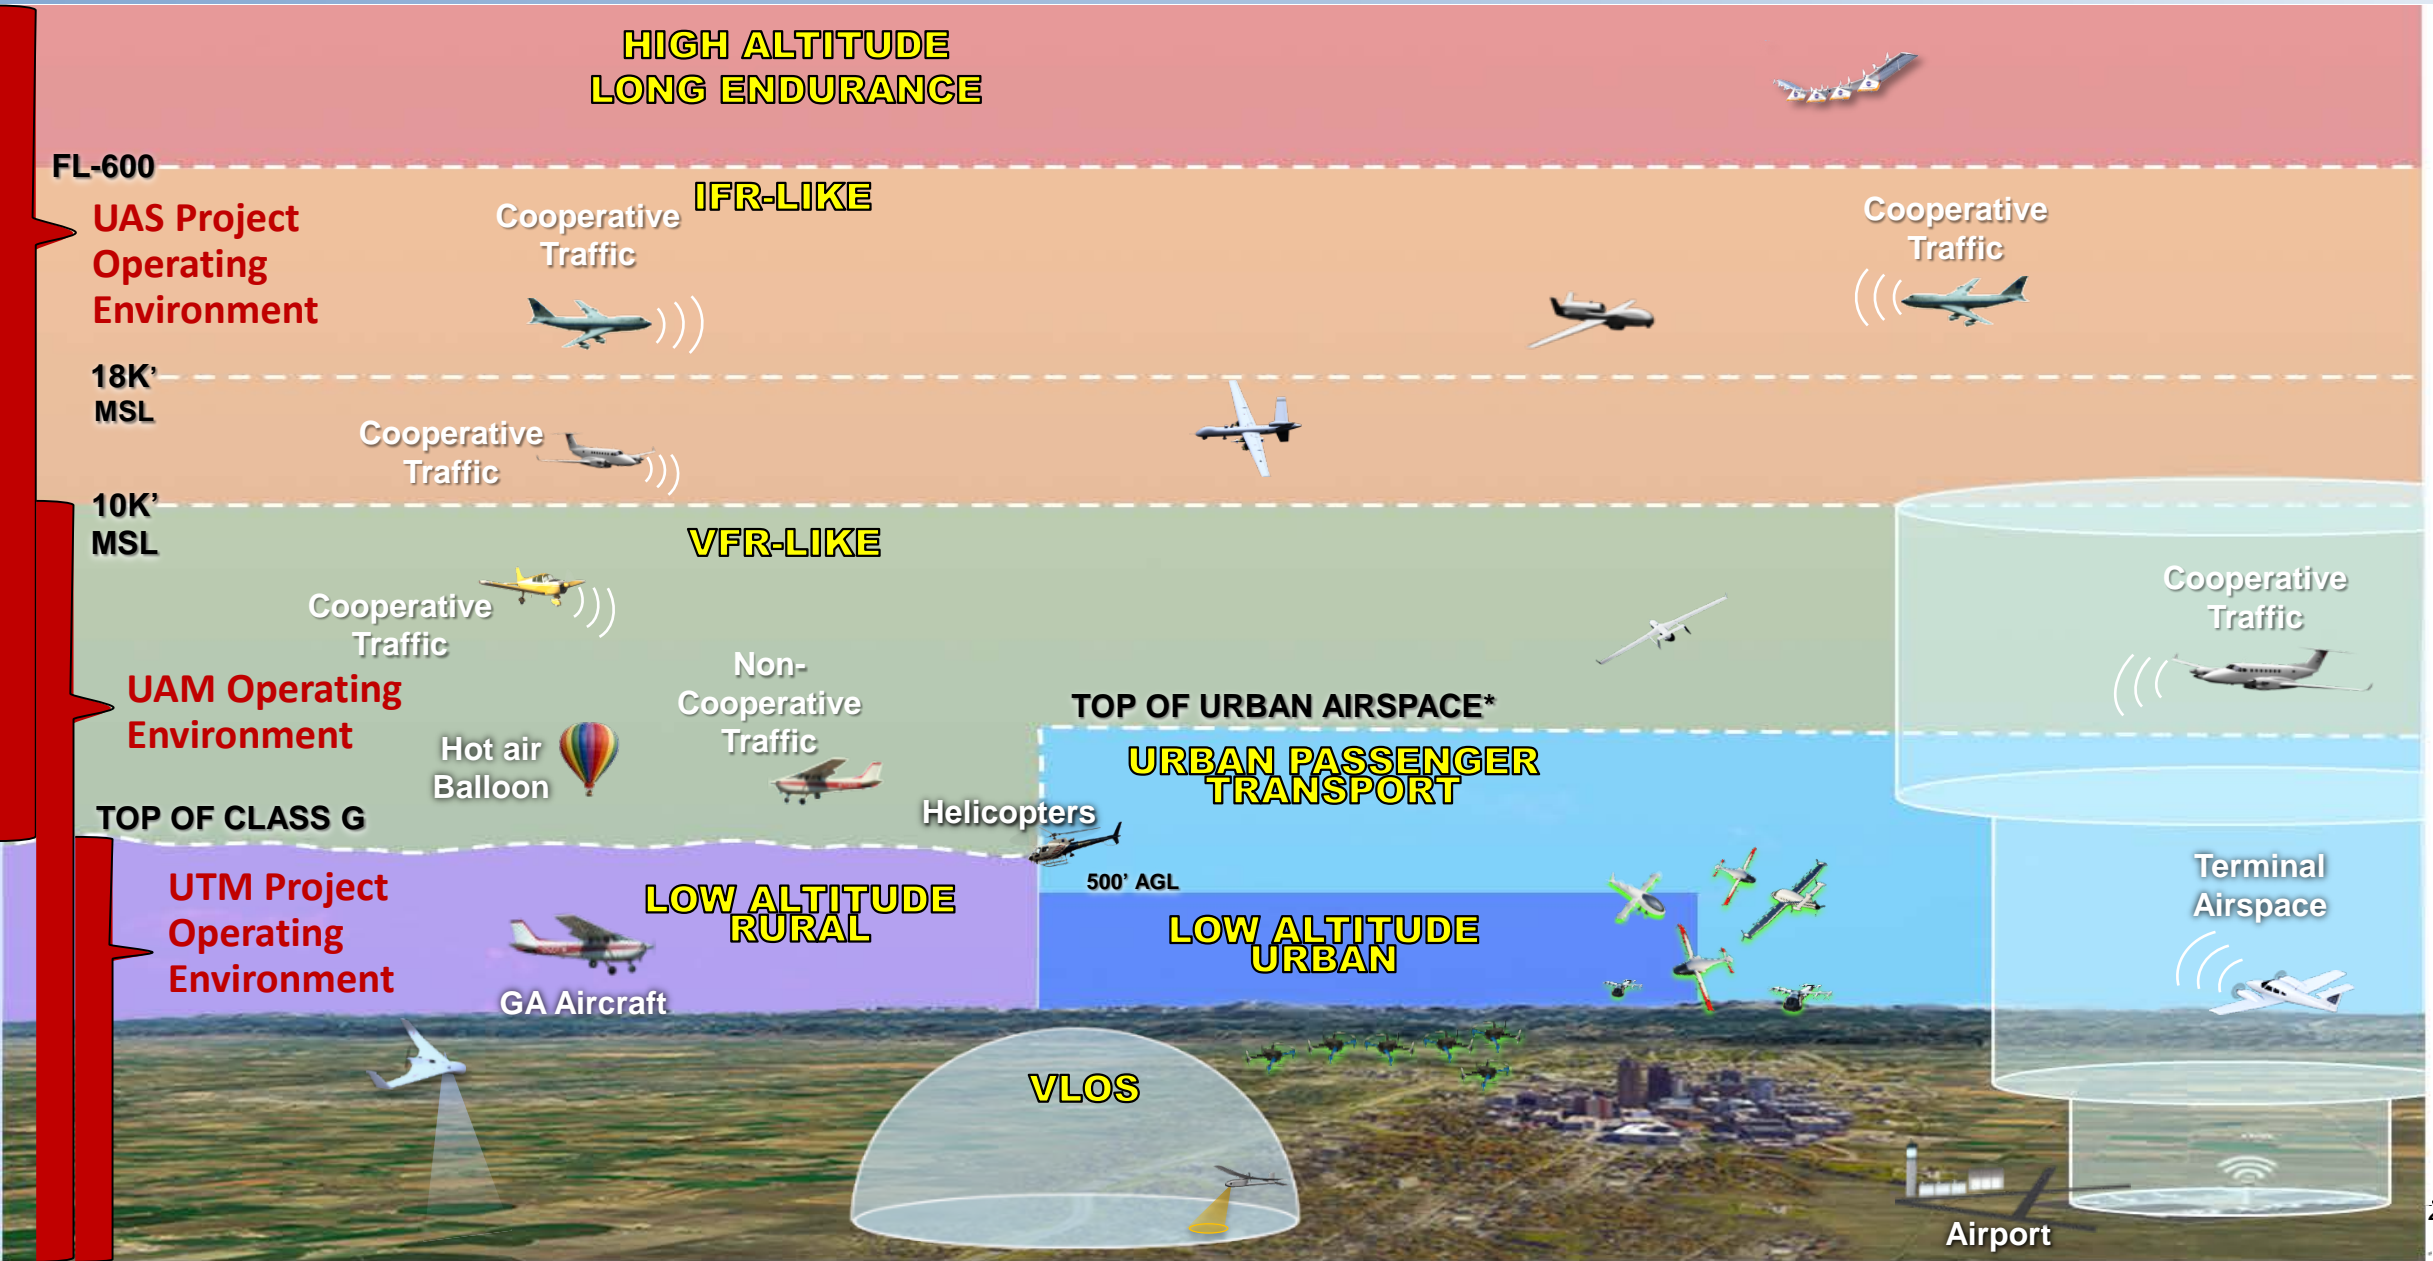 HIGH ALTITUDE
LONG ENDURANCE
FL-600
IFR-LIKE
UAS Project
Operating
Environment
Cooperative
Traffic
Cooperative
Traffic
18K’
MSL
Cooperative
Traffic
10K’
MSL
VFR-LIKE
Cooperative
Traffic
Cooperative
Traffic
Non-
Cooperative
Traffic
UAM Operating
Environment
TOP OF URBAN AIRSPACE*
Hot air
Balloon
URBAN PASSENGER
TRANSPORT
TOP OF CLASS G
Helicopters
UTM Project
Operating
Environment
LOW ALTITUDE
RURAL
500’ AGL
LOW ALTITUDE
URBAN
Terminal
Airspace
GA Aircraft
VLOS
Airport